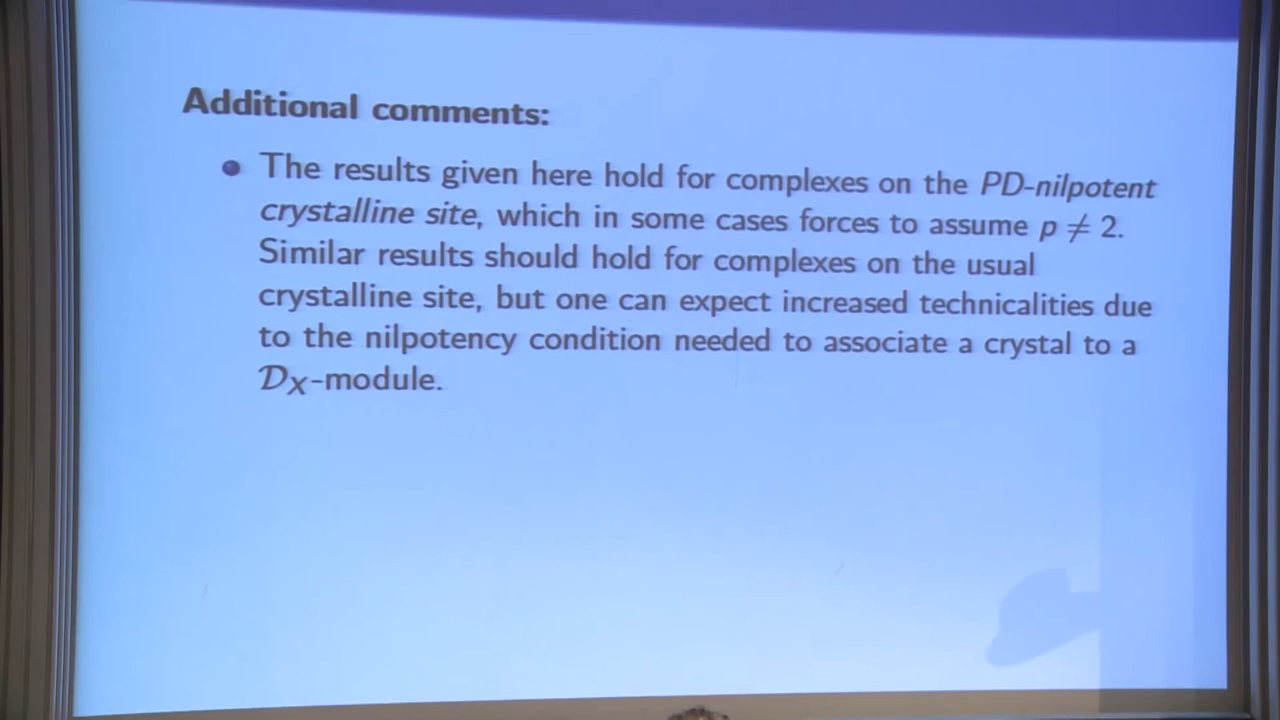 Additional comments:
The results given here hold for complexes on the PD-nilpotent
crystalline site, which in some cases forces to assume p ≠ 2.
Similar results should hold for complexes on the usual
crystalline site, but one can expect increased technicalities due
to the nilpotency condition needed to associate a crystal to a
𝒟X-module.